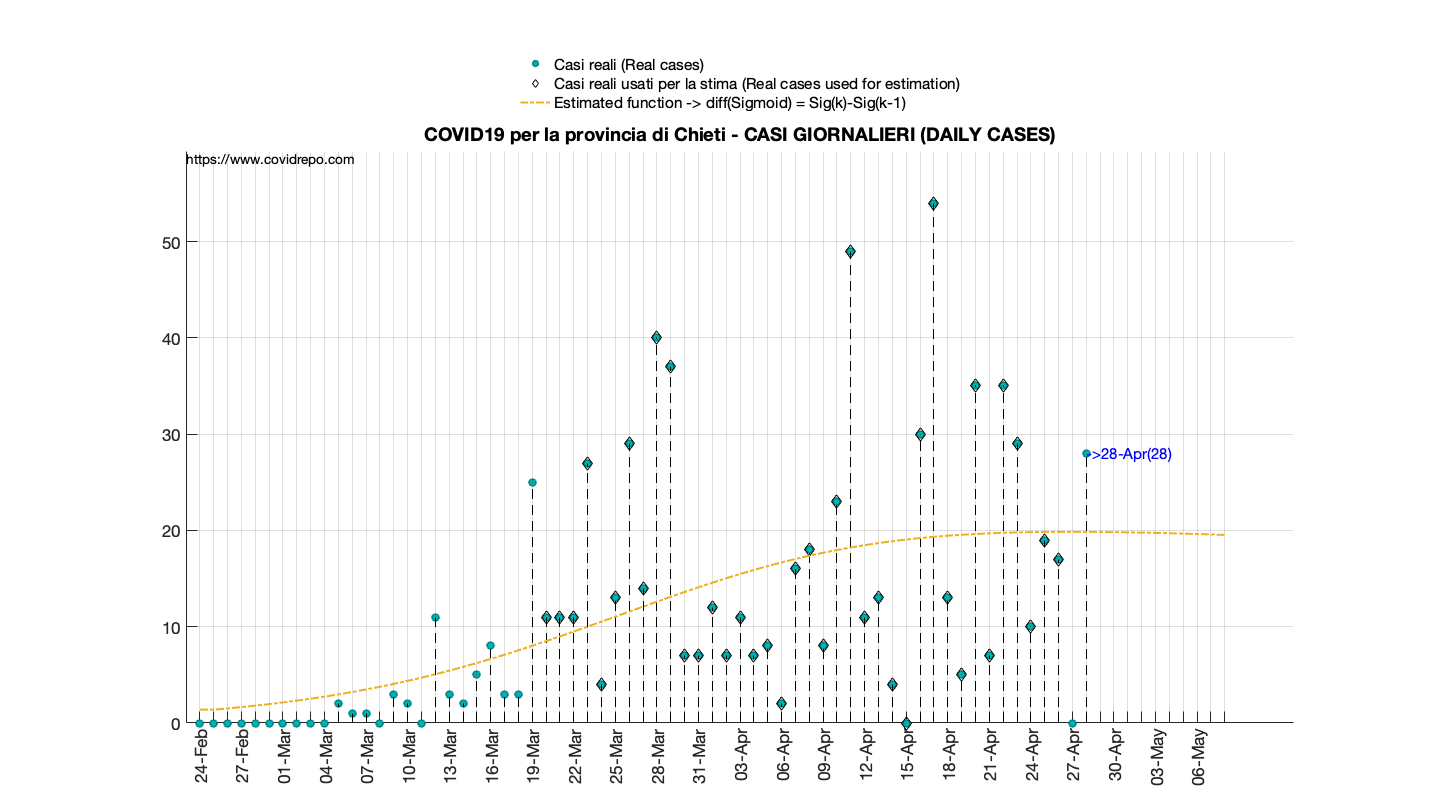 Casi reali (Real cases)
Casi reali usati per la stima (Real cases used for estimation)
Estimated function -> diff(Sigmoid) = Sig(k)-Sig(k-1)
COVID19 per la provincia di Chieti - CASI GIORNALIERI (DAILY CASES)
https://www.covidrepo.com
50
40
30
->28-Apr(28)
20
10
0
24-Feb
27-Feb
01-Mar
04-Mar
07-Mar
10-Mar
13-Mar
16-Mar
19-Mar
22-Mar
25-Mar
28-Mar
31-Mar
03-Apr
06-Apr
09-Apr
12-Apr
15-Apr
18-Apr
21-Apr
24-Apr
27-Apr
30-Apr
03-May
06-May